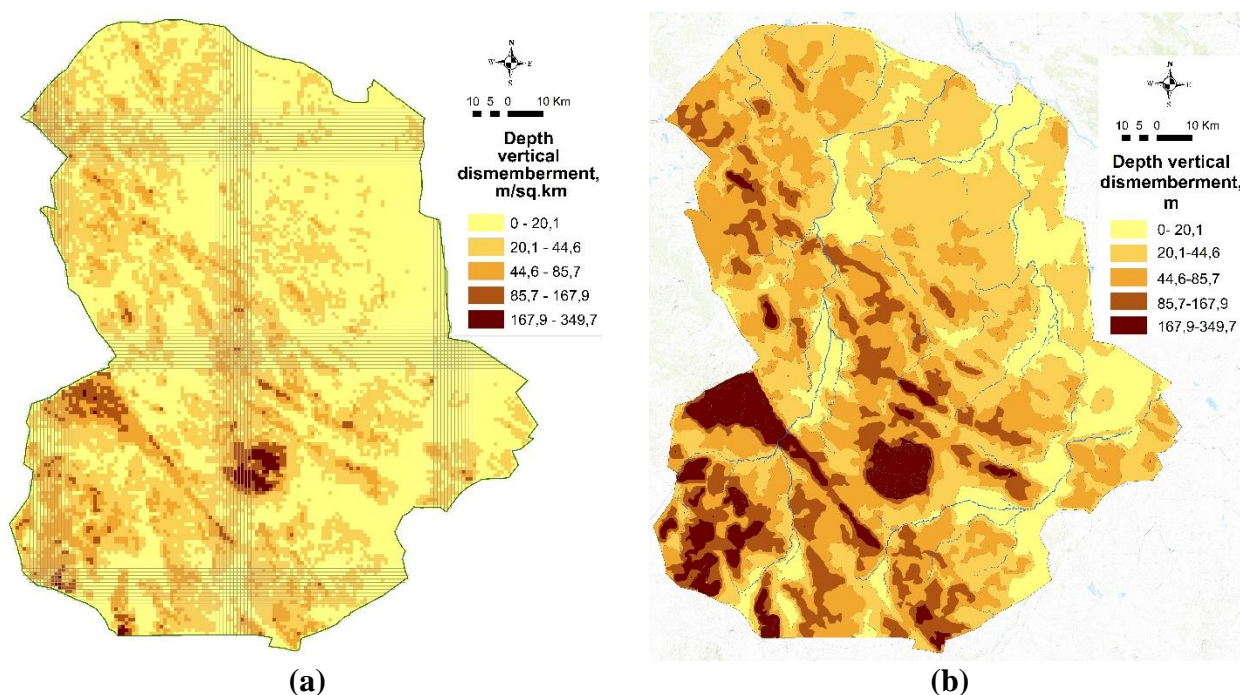 N
W E
S
10 5 0 10 Km
Depth
vertical
dismemberment,
m/sq.km
0 - 20,1
20,1 - 44,6
44,6 - 85,7
85,7 - 167,9
167,9 - 349,7
(a)
N
W E
S
10 5 0 10 Km
Depth vertical
dismemberment,
m
0- 20,1
20,1-44,6
44,6-85,7
85,7-167,9
167,9-349,7
(b)